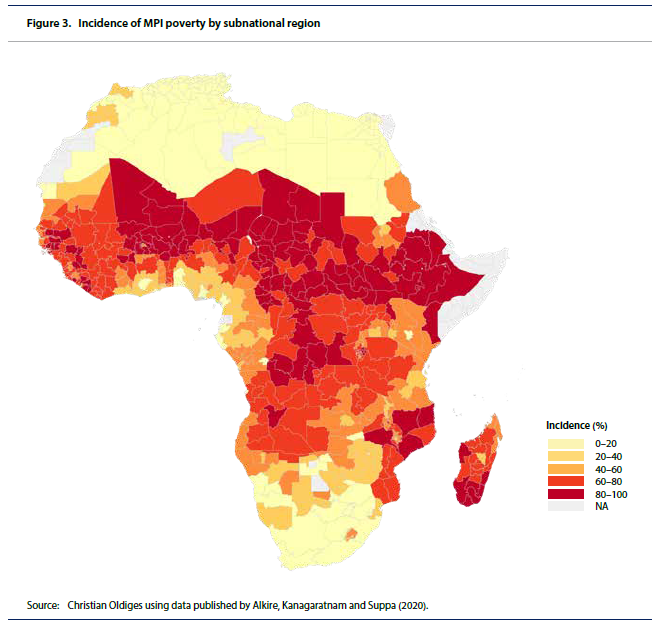 Figure 3. Incidence of MPI poverty by subnational region
Incidence (%)
0–20
20–40
40–60
60–80
80–100
NA
Source: Christian Oldiges using data published by Alkire, Kanagaratnam and Suppa (2020).